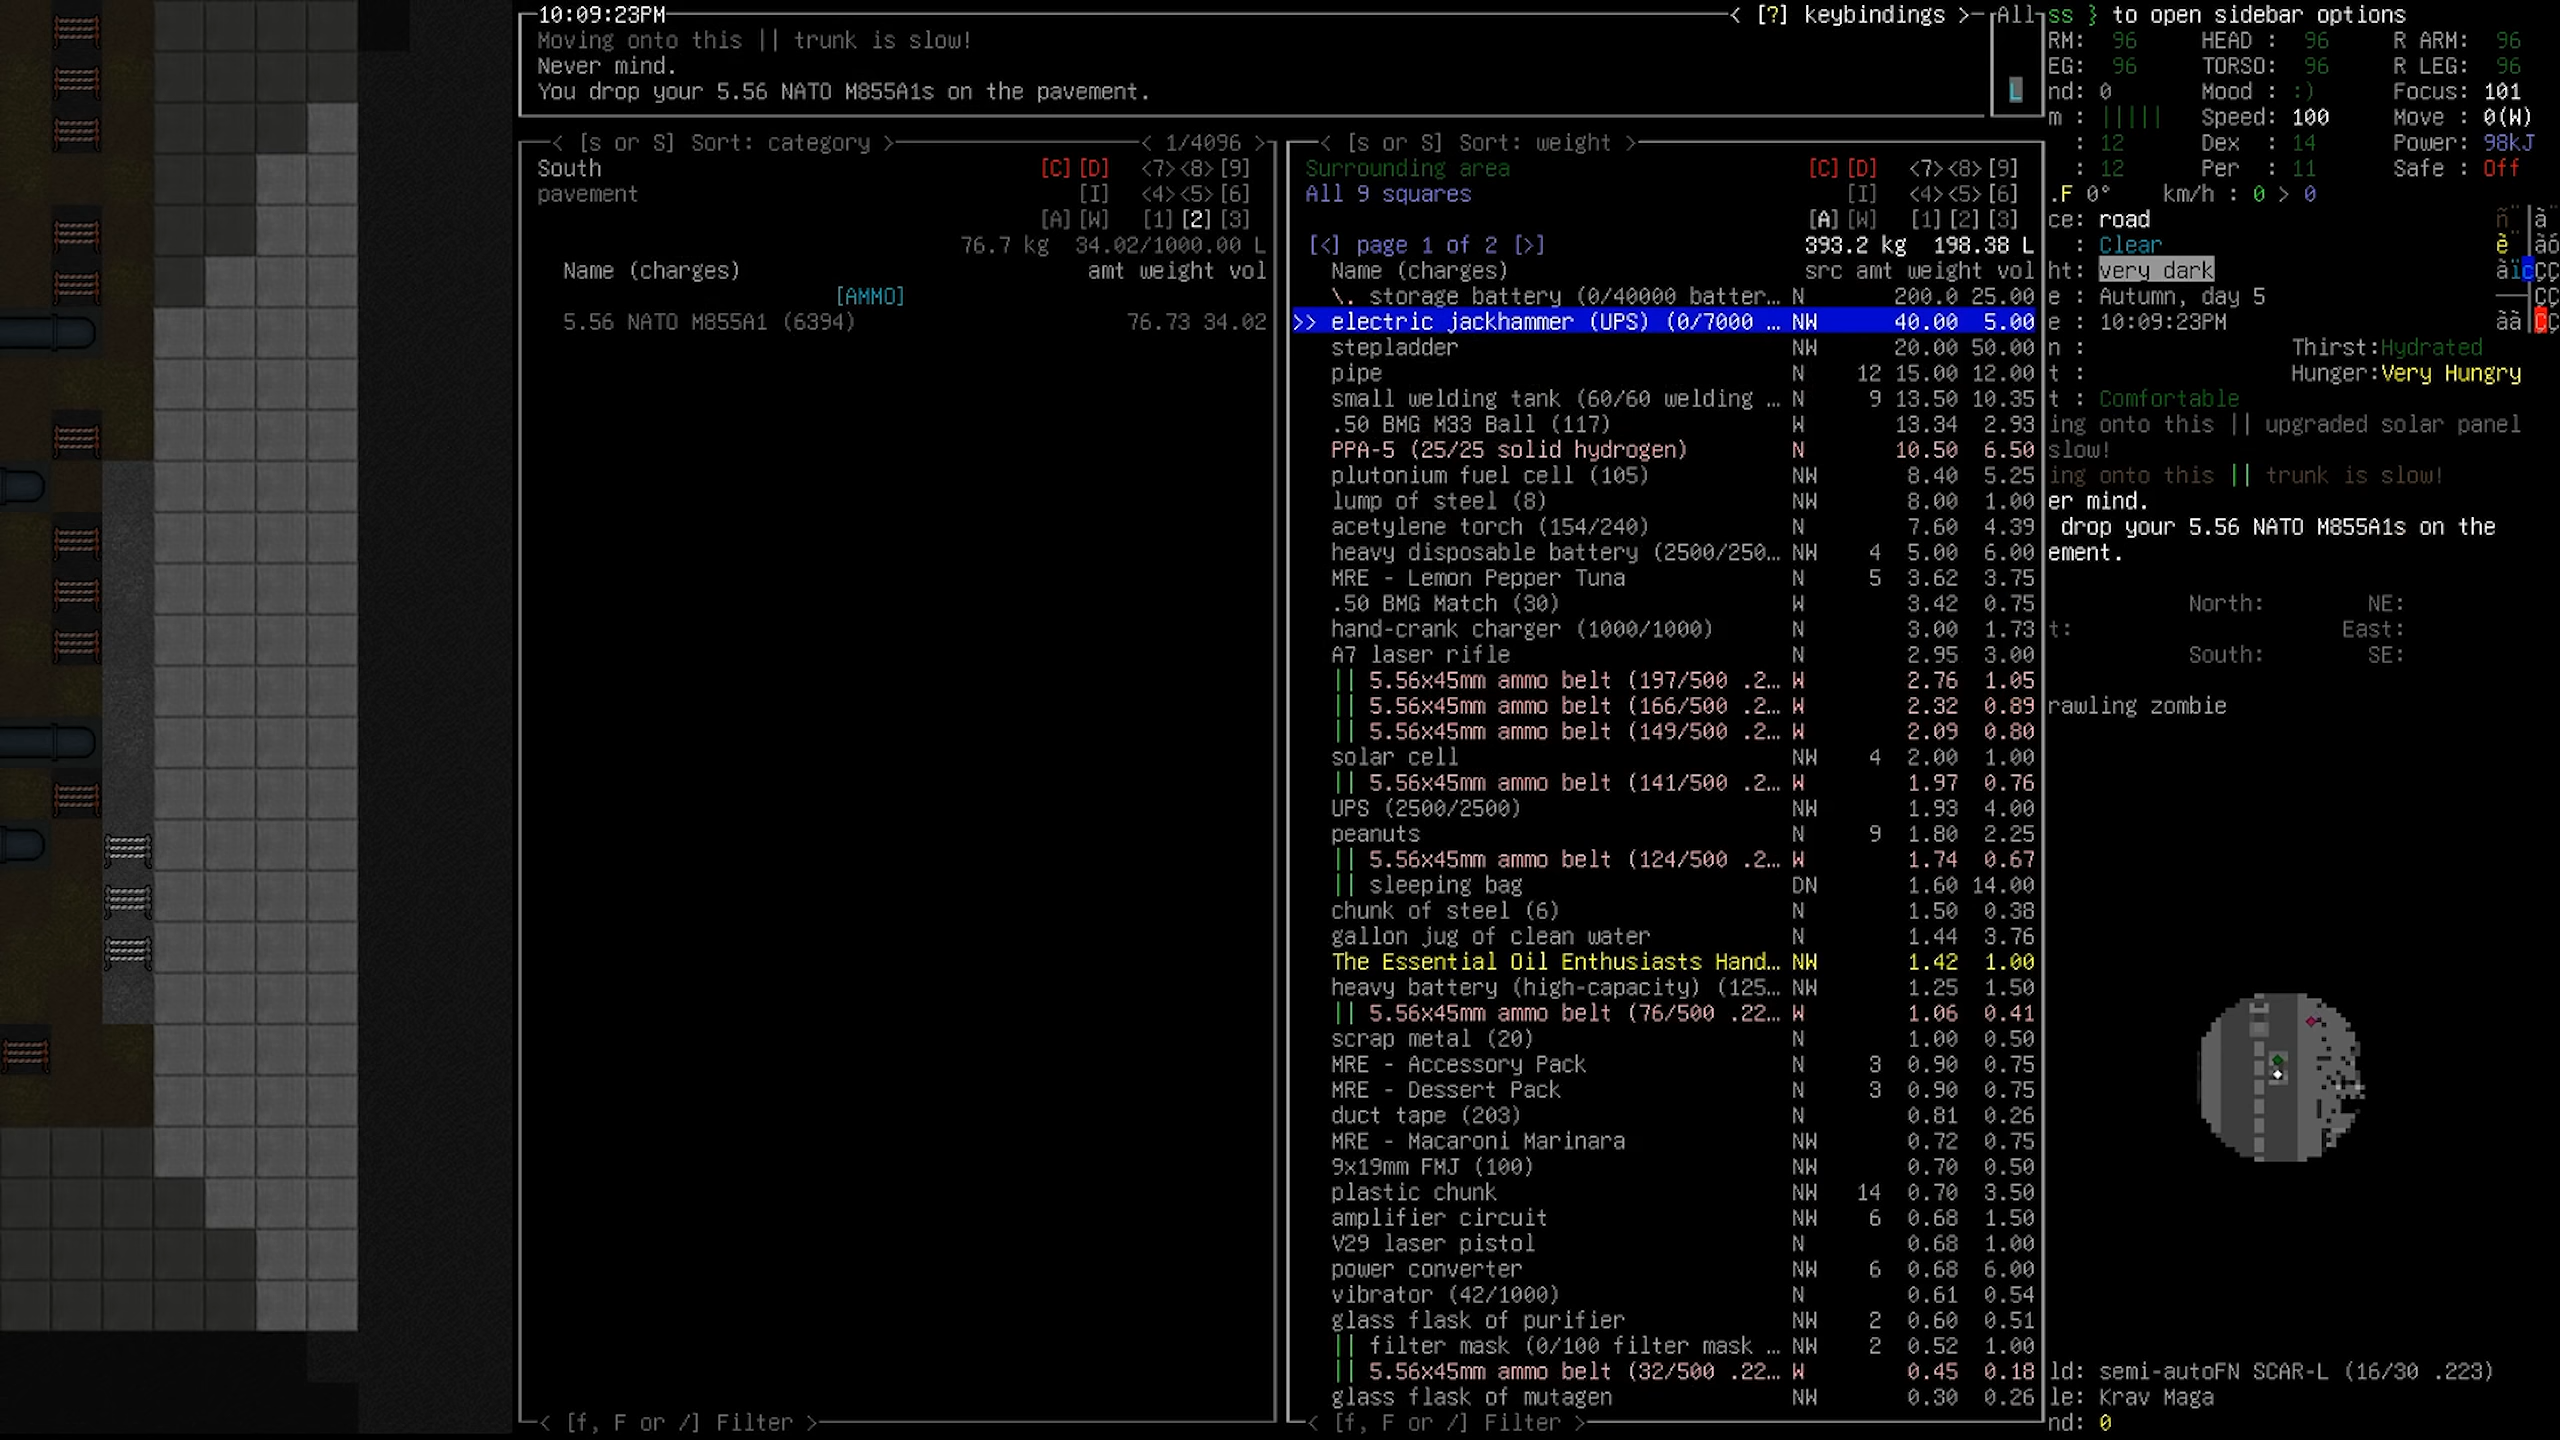 10:09:23PM < [?] keybindings > All
Moving onto this || trunk is slow!
Never mind.
You drop your 5.56 NATO M855A1s on the pavement.
L
< [s or S] Sort: category > < 1/4096 >
South [C] [D] <7><8>[9]
pavement [I] <4><5>[6]
[A][W] [1][2][3]
76.7 kg 34.02/1000.00 L
Name (charges) amt weight vol
[AMMO]
5.56 NATO M855A1 (6394) 76.73 34.02
< [f, F or /] Filter >
< [s or S] Sort: weight >
Surrounding area [C] [D] <7><8>[9]
All 9 squares [I] <4><5>[6]
[A][W] [1][2][3]
[<] page 1 of 2 [>] 393.2 kg 198.38 L
Name (charges) src amt weight vol
\. storage battery (0/40000 batter… N 200.0 25.00
>> electric jackhammer (UPS) (0/7000 … NW 40.00 5.00
stepladder NW 20.00 50.00
pipe N 12 15.00 12.00
small welding tank (60/60 welding … N 9 13.50 10.35
.50 BMG M33 Ball (117) W 13.34 2.93
PPA-5 (25/25 solid hydrogen) N 10.50 6.50
plutonium fuel cell (105) NW 8.40 5.25
lump of steel (8) NW 8.00 1.00
acetylene torch (154/240) N 7.60 4.39
heavy disposable battery (2500/250… NW 4 5.00 6.00
MRE - Lemon Pepper Tuna N 5 3.62 3.75
.50 BMG Match (30) W 3.42 0.75
hand-crank charger (1000/1000) N 3.00 1.73
A7 laser rifle N 2.95 3.00
|| 5.56x45mm ammo belt (197/500 .2… W 2.76 1.05
|| 5.56x45mm ammo belt (166/500 .2… W 2.32 0.89
|| 5.56x45mm ammo belt (149/500 .2… W 2.09 0.80
solar cell NW 4 2.00 1.00
|| 5.56x45mm ammo belt (141/500 .2… W 1.97 0.76
UPS (2500/2500) NW 1.93 4.00
peanuts N 9 1.80 2.25
|| 5.56x45mm ammo belt (124/500 .2… W 1.74 0.67
|| sleeping bag DN 1.60 14.00
chunk of steel (6) N 1.50 0.38
gallon jug of clean water N 1.44 3.76
The Essential Oil Enthusiasts Hand… NW 1.42 1.00
heavy battery (high-capacity) (125… NW 1.25 1.50
|| 5.56x45mm ammo belt (76/500 .22… W 1.06 0.41
scrap metal (20) N 1.00 0.50
MRE - Accessory Pack N 3 0.90 0.75
MRE - Dessert Pack N 3 0.90 0.75
duct tape (203) N 0.81 0.26
MRE - Macaroni Marinara NW 0.72 0.75
9x19mm FMJ (100) NW 0.70 0.50
plastic chunk NW 14 0.70 3.50
amplifier circuit NW 6 0.68 1.50
V29 laser pistol N 0.68 1.00
power converter NW 6 0.68 6.00
vibrator (42/1000) N 0.61 0.54
glass flask of purifier NW 2 0.60 0.51
|| filter mask (0/100 filter mask … NW 2 0.52 1.00
|| 5.56x45mm ammo belt (32/500 .22… W 0.45 0.18
glass flask of mutagen NW 0.30 0.26
< [f, F or /] Filter >
ss } to open sidebar options
RM: 96 HEAD : 96 R ARM: 96
EG: 96 TORSO: 96 R LEG: 96
nd: 0 Mood : :) Focus: 101
m : ||||| Speed: 100 Move : 0(W)
: 12 Dex : 14 Power: 98kJ
: 12 Per : 11 Safe : Off
.F 0° km/h : 0 > 0
ce: road
: Clear
ht: very dark
e : Autumn, day 5
e : 10:09:23PM
n : Thirst:Hydrated
t : Hunger:Very Hungry
t : Comfortable
ing onto this || upgraded solar panel
slow!
ing onto this || trunk is slow!
er mind.
drop your 5.56 NATO M855A1s on the
ement.
North: NE:
t: East:
South: SE:
rawling zombie
ld: semi-autoFN SCAR-L (16/30 .223)
le: Krav Maga
nd: 0